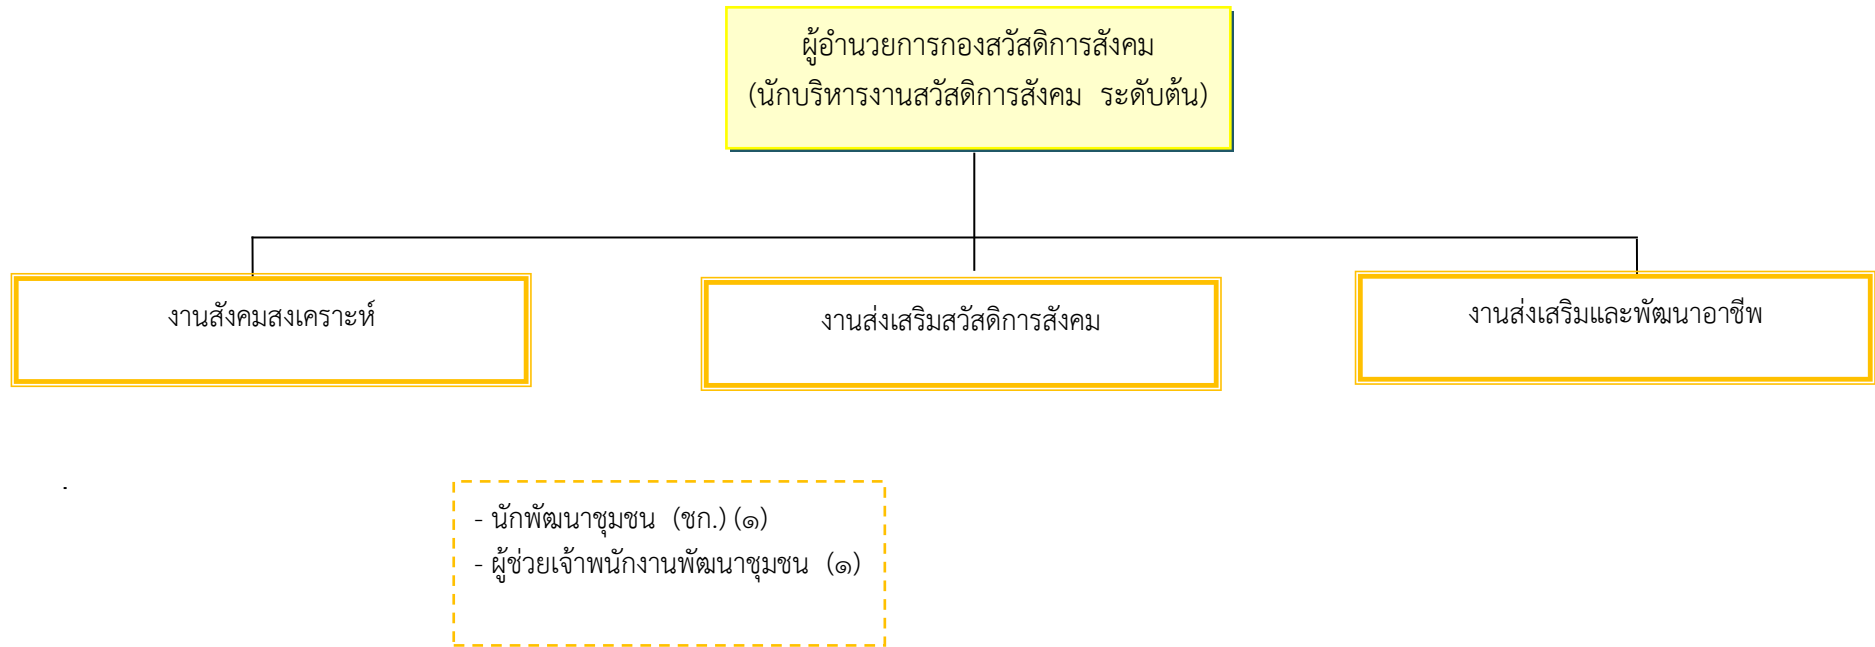 ผู้อำนวยการกองสวัสดิการสังคม
(นักบริหารงานสวัสดิการสังคม ระดับต้น)
งานสังคมสงเคราะห์
งานส่งเสริมสวัสดิการสังคม
งานส่งเสริมและพัฒนาอาชีพ
- นักพัฒนาชุมชน (ชก.) (๑)
- ผู้ช่วยเจ้าพนักงานพัฒนาชุมชน (๑)